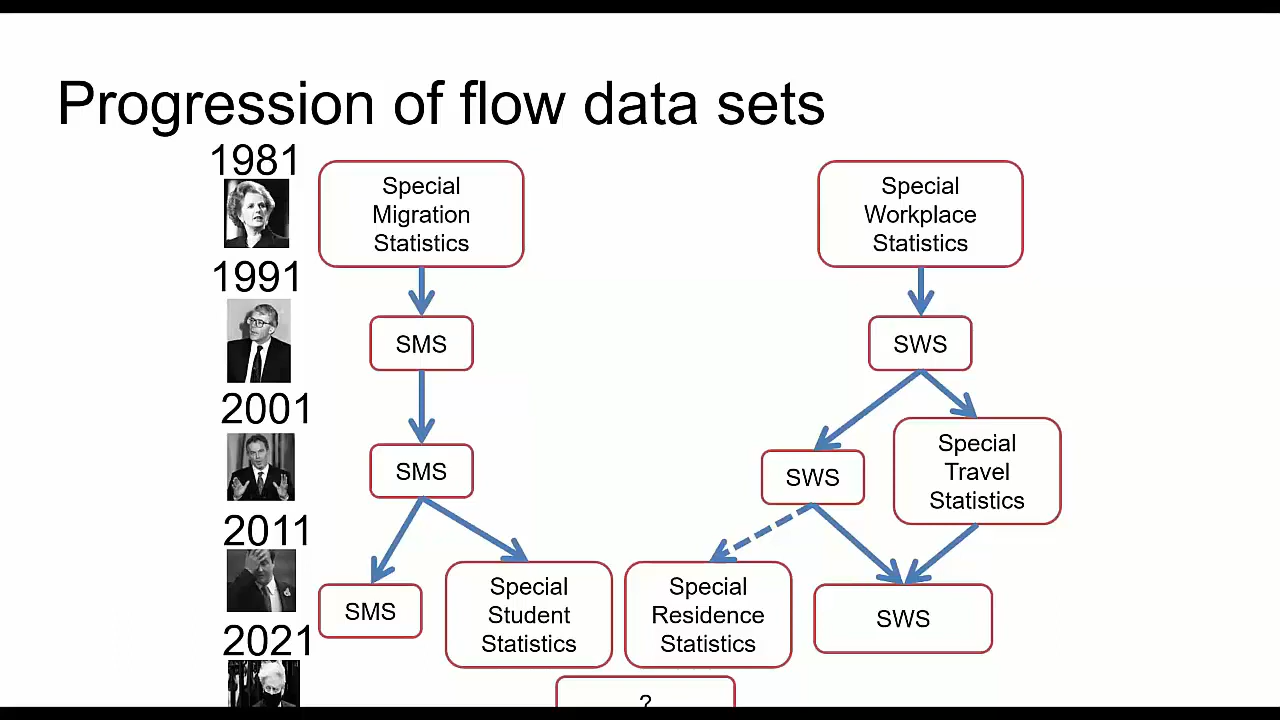 Progression of flow data sets
1981
Special
Migration
Statistics
Special
Workplace
Statistics
1991
SMS
SWS
2001
SMS
SWS
Special
Travel
Statistics
2011
SMS
Special
Student
Statistics
Special
Residence
Statistics
SWS
2021
?